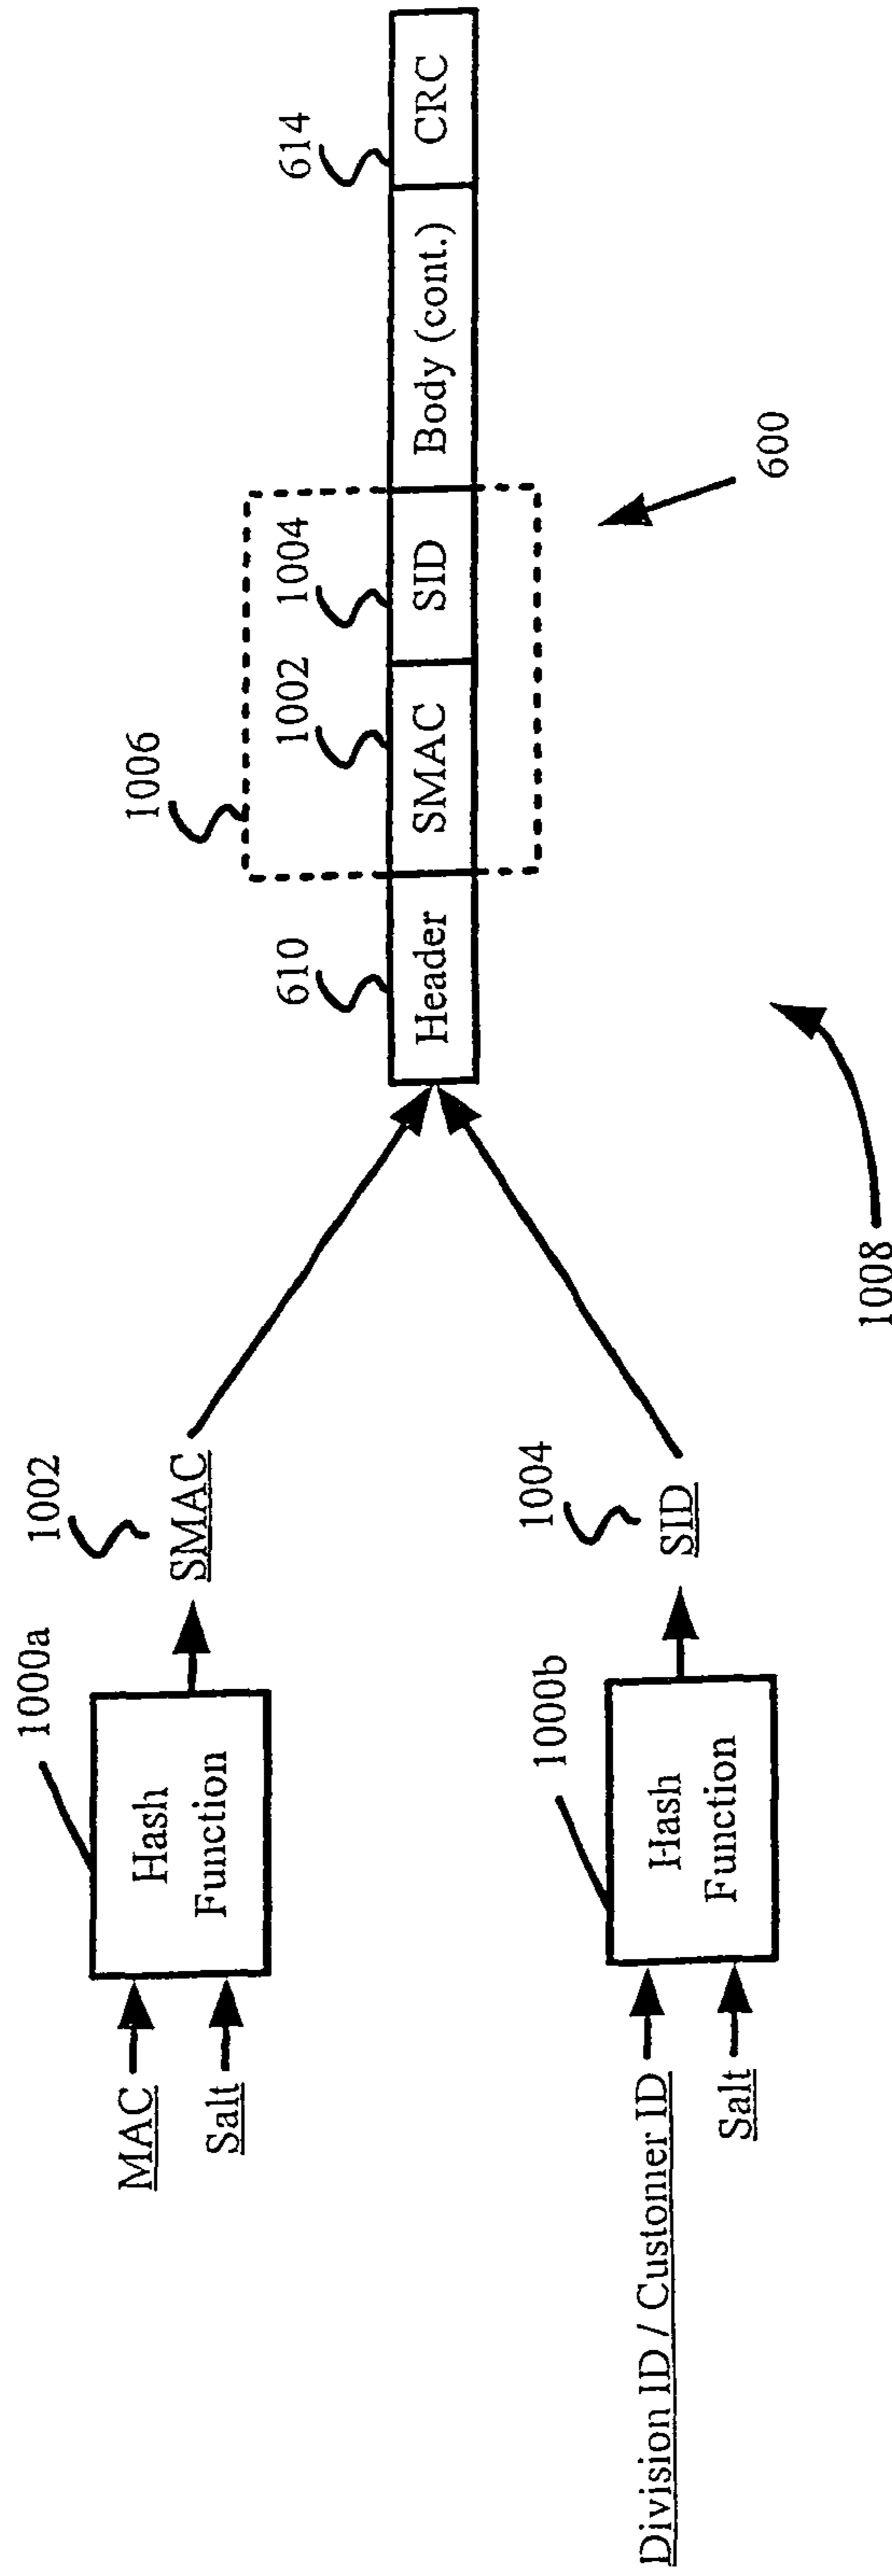 1000a
1002
MAC
Salt
Hash
Function
SMAC
1000b
1004
Division ID / Customer ID
Salt
Hash
Function
SID
1006
610
1002
1004
614
Header
SMAC
SID
Body (cont.)
CRC
600
1008